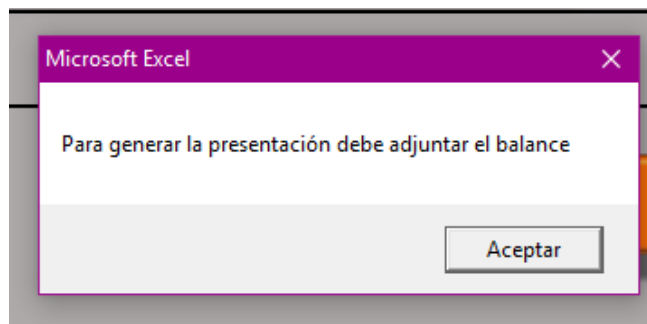 Microsoft Excel
Para generar la presentación debe adjuntar el balance
Aceptar